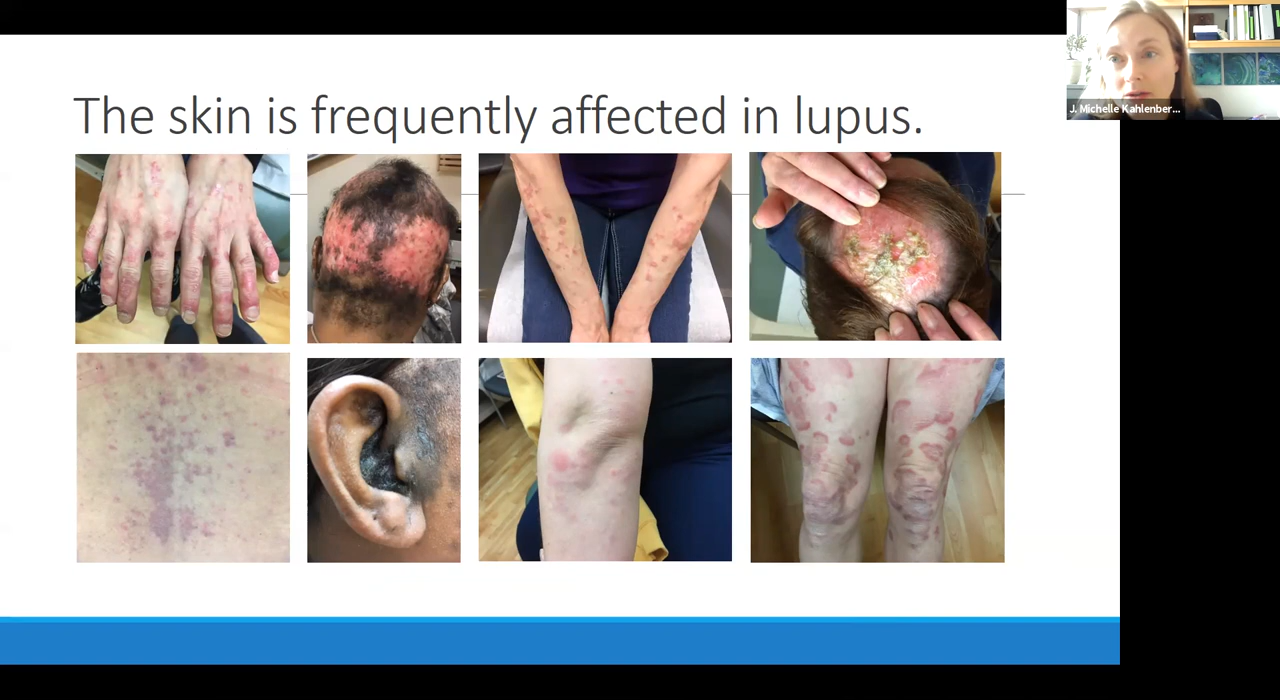 The skin is frequently affected in lupus.
J. Michelle Kahlenber...